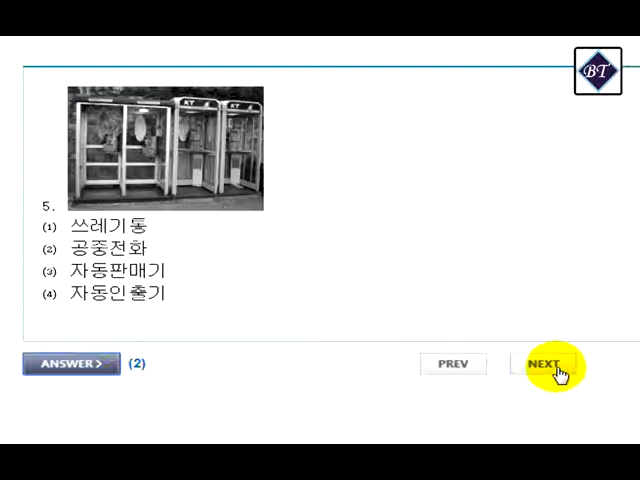 BT
KT
KT
5.
(1) 쓰레기통
(2) 공중전화
(3) 자동판매기
(4) 자동인출기
ANSWER > (2) PREV NEXT